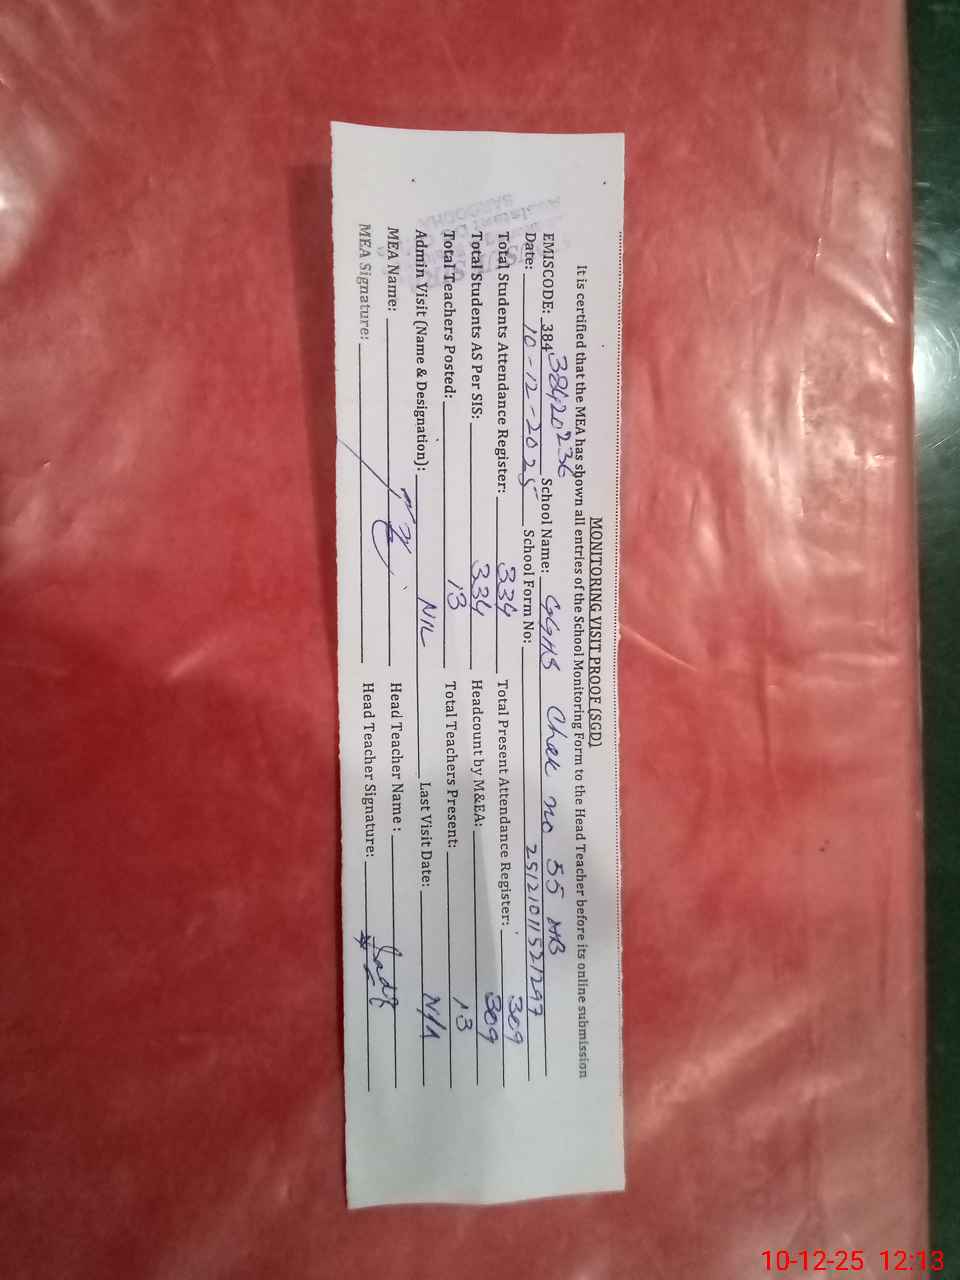 MONITORING VISIT PROOF (SGD)
It is certified that the MEA has shown all entries of the School Monitoring Form to the Head Teacher before its online submission
EMISCODE: 384 38420236 School Name: GGHS Chak no 55 NB
Date: 10-12-2025 School Form No: 25121011521297
Total Students Attendance Register: 334 Total Present Attendance Register: 309
Total Students AS Per SIS: 334 Headcount by M&EA: 309
Total Teachers Posted: 13 Total Teachers Present: 13
Admin Visit (Name & Designation): NIL Last Visit Date: N/A
MEA Name: Head Teacher Name :
MEA Signature: Head Teacher Signature:
10-12-25 12:13